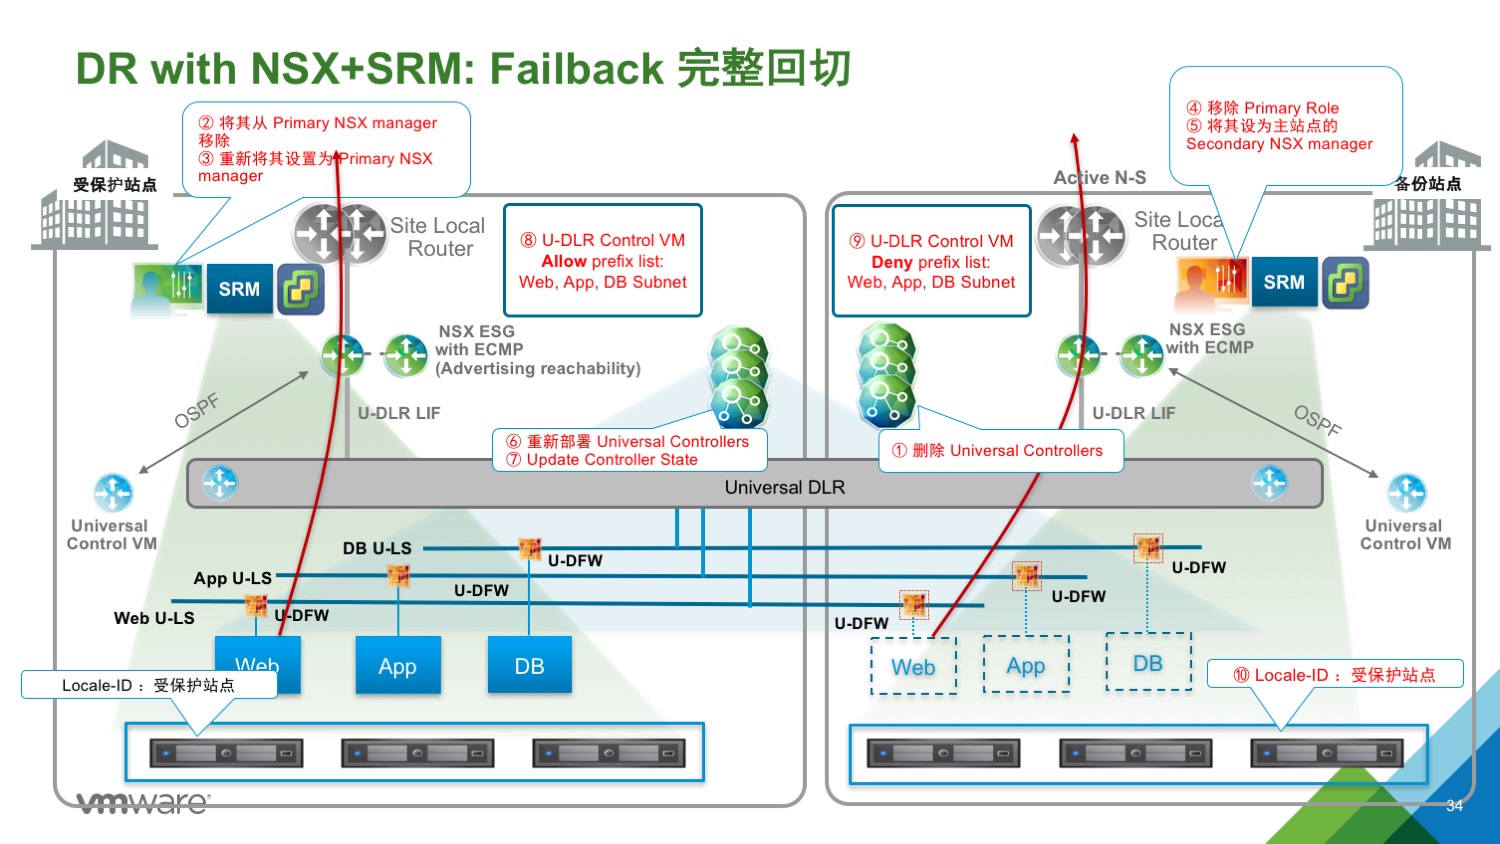 DR with NSX+SRM: Failback 完整回切
② 将其从 Primary NSX manager
移除
③ 重新将其设置为 Primary NSX
manager
④ 移除 Primary Role
⑤ 将其设为主站点的
Secondary NSX manager
受保护站点
Active N-S
备份站点
Site Local
Router
⑧ U-DLR Control VM
Allow prefix list:
Web, App, DB Subnet
⑨ U-DLR Control VM
Deny prefix list:
Web, App, DB Subnet
Site Loca
Router
SRM
SRM
NSX ESG
with ECMP
(Advertising reachability)
NSX ESG
with ECMP
OSPF
U-DLR LIF
U-DLR LIF
OSPF
⑥ 重新部署 Universal Controllers
⑦ Update Controller State
① 删除 Universal Controllers
Universal DLR
Universal
Control VM
Universal
Control VM
DB U-LS
U-DFW
U-DFW
App U-LS
U-DFW
U-DFW
Web U-LS
U-DFW
U-DFW
Web
App
DB
Web
App
DB
Locale-ID： 受保护站点
⑩ Locale-ID： 受保护站点
vmware®
34